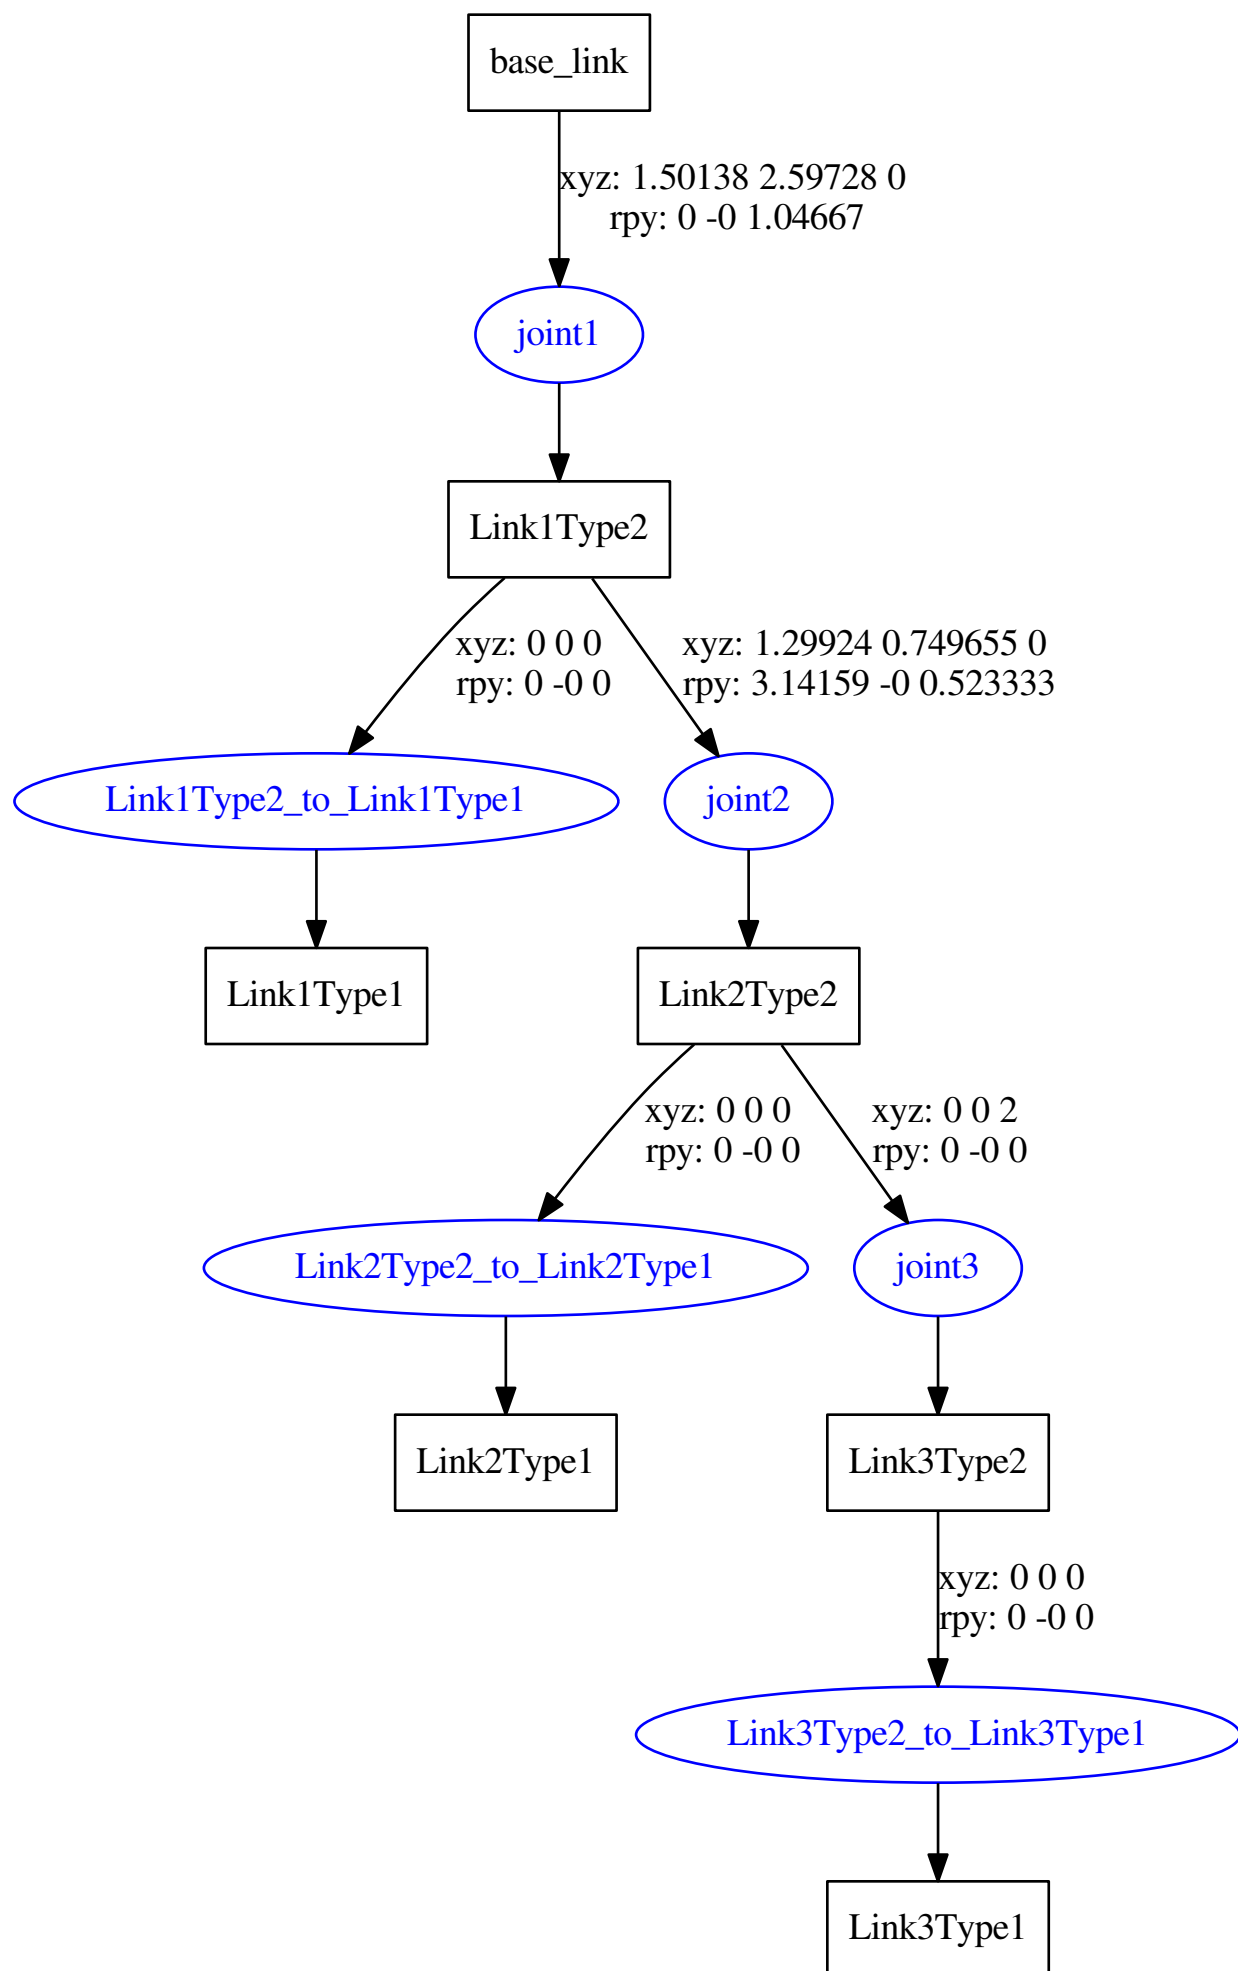 base_link
xyz: 1.50138 2.59728 0
rpy: 0 -0 1.04667
joint1
Link1Type2
xyz: 0 0 0
rpy: 0 -0 0
xyz: 1.29924 0.749655 0
rpy: 3.14159 -0 0.523333
Link1Type2_to_Link1Type1
joint2
Link1Type1
Link2Type2
xyz: 0 0 0
rpy: 0 -0 0
xyz: 0 0 2
rpy: 0 -0 0
Link2Type2_to_Link2Type1
joint3
Link2Type1
Link3Type2
xyz: 0 0 0
rpy: 0 -0 0
Link3Type2_to_Link3Type1
Link3Type1